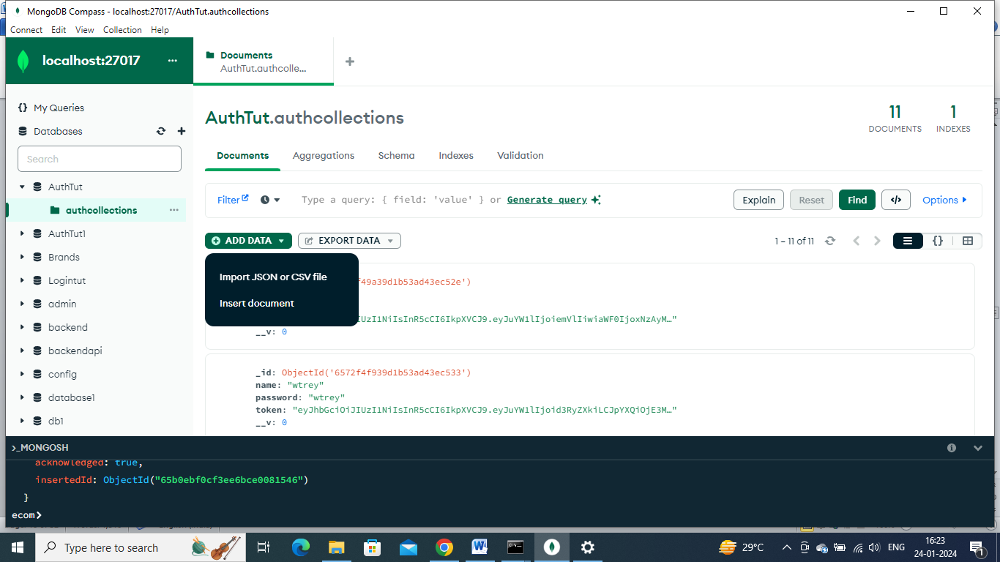 MongoDB Compass - localhost:27017/AuthTut.authcollections
Connect Edit View Collection Help
localhost:27017
Documents
AuthTut.authcolle...
My Queries
Databases
Search
AuthTut
authcollections
AuthTut1
Brands
Logintut
admin
backend
backendapi
config
database1
db1
AuthTut.authcollections
11
DOCUMENTS
1
INDEXES
Documents Aggregations Schema Indexes Validation
Filter
Type a query: { field: 'value' } or Generate query
Explain Reset Find </> Options
ADD DATA EXPORT DATA
1 – 11 of 11
Import JSON or CSV file
Insert document
f49a39d1b53ad43ec52e')
IUzI1NiIsInR5cCI6IkpXVCJ9.eyJuYW1lIjoiemVlIiwiaWF0IjoxNzAyM…"
__v: 0
_id: ObjectId('6572f4f939d1b53ad43ec533')
name: "wtrey"
password: "wtrey"
token: "eyJhbGciOiJIUzI1NiIsInR5cCI6IkpXVCJ9.eyJuYW1lIjoid3RyZXkiLCJpYXQiOjE3M…"
__v: 0
>_MONGOSH
acknowledged: true,
insertedId: ObjectId("65b0ebf0cf3ee6bce0081546")
}
ecom>
Type here to search
29°C
ENG
16:23
24-01-2024
1